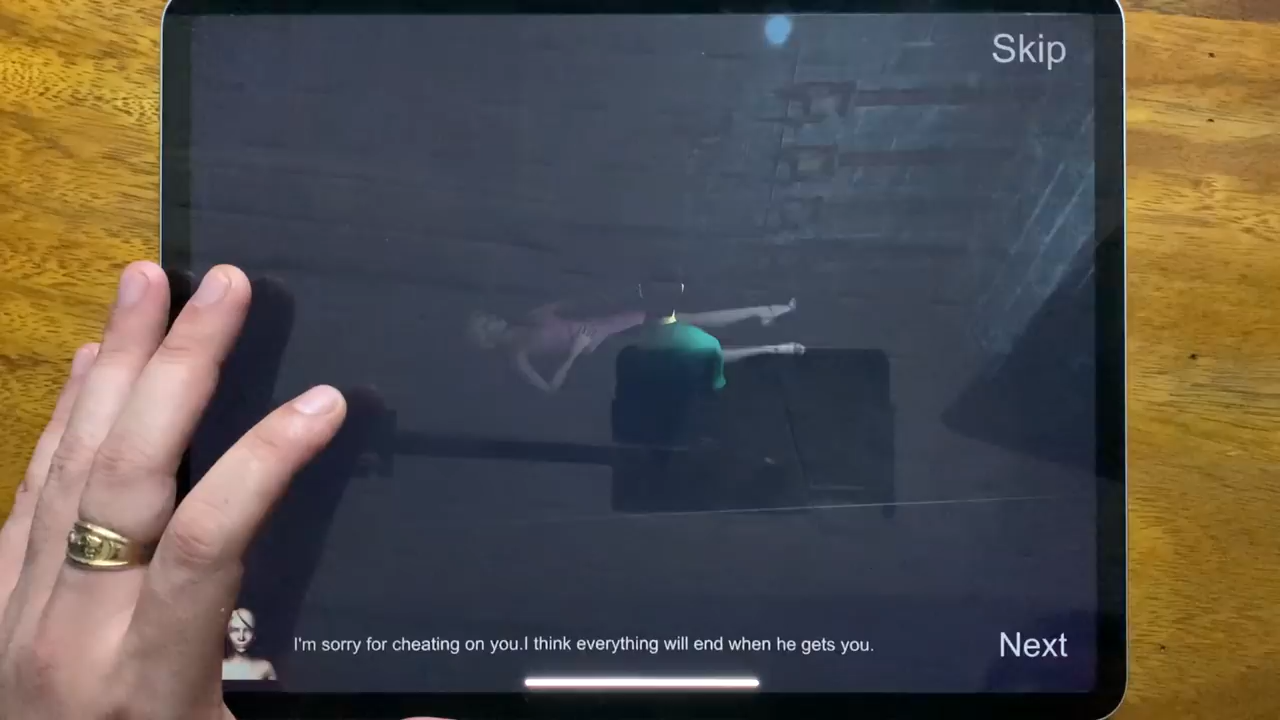 Skip
I'm sorry for cheating on you.I think everything will end when he gets you.
Next